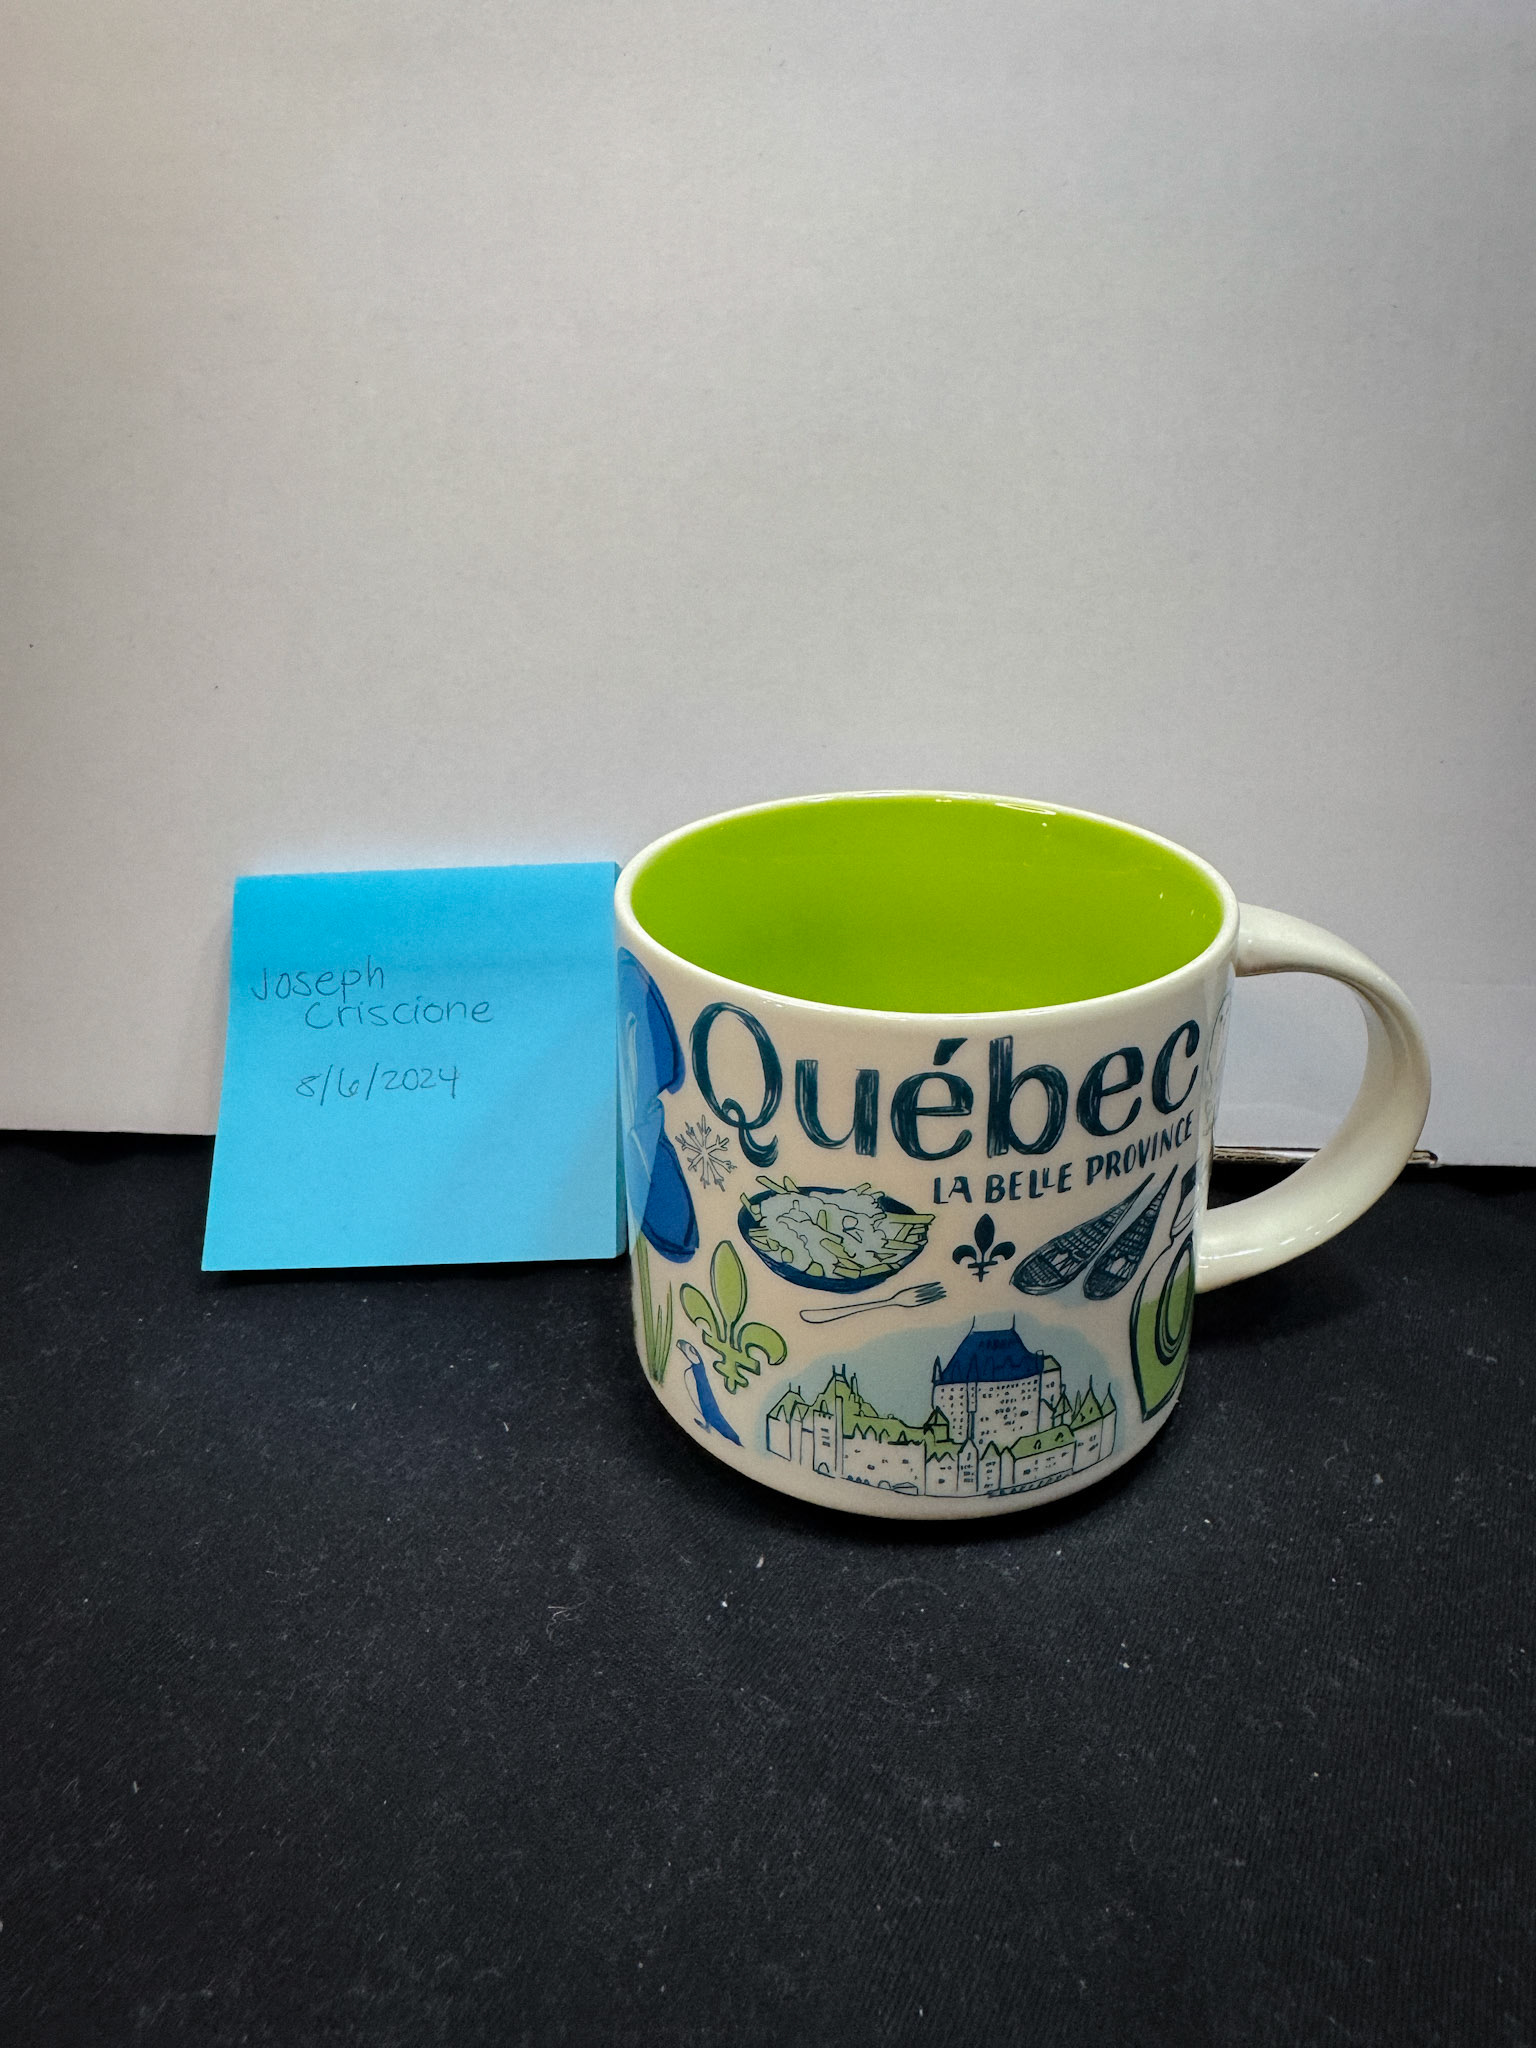 Joseph
Criscione
8/6/2024
Québec
LA BELLE PROVINCE